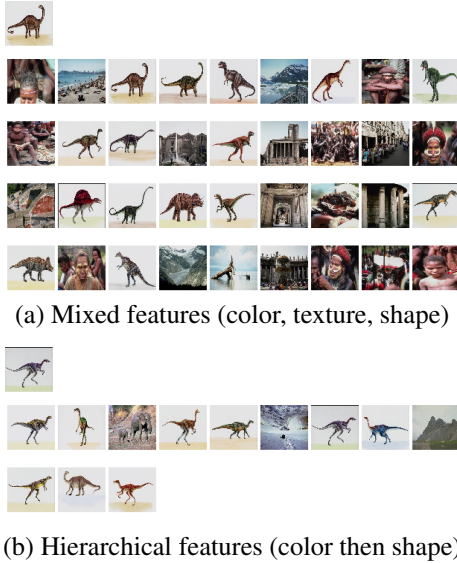 (a) Mixed features (color, texture, shape)
(b) Hierarchical features (color then shape)